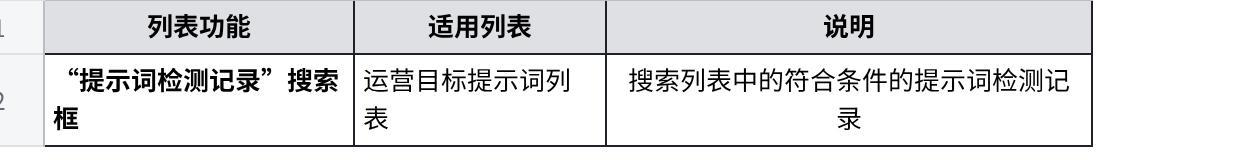 1
列表功能
适用列表
说明
2
“提示词检测记录”搜索
框
运营目标提示词列
表
搜索列表中的符合条件的提示词检测记
录